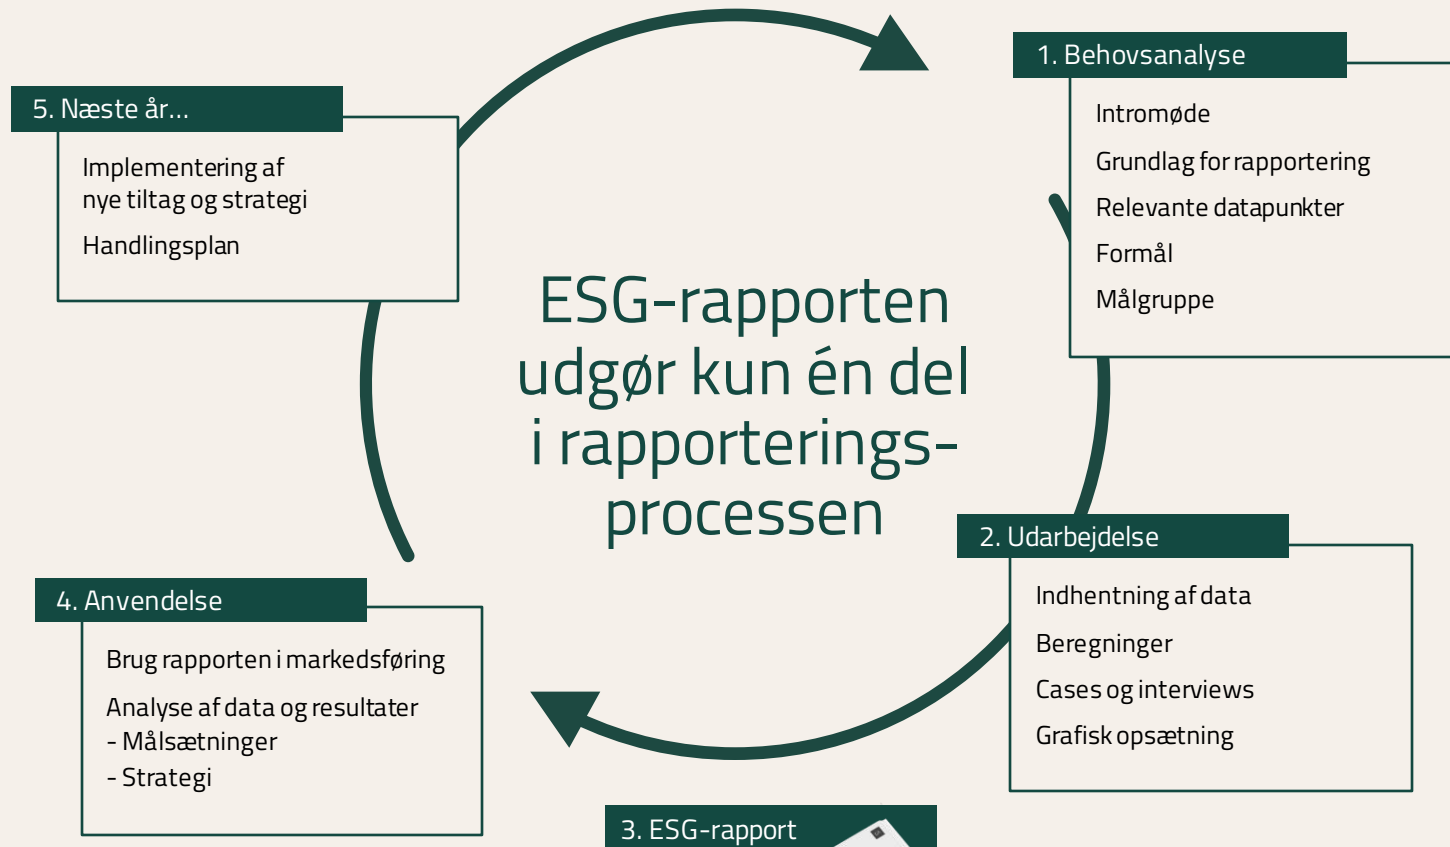 ESG-rapporten
udgør kun én del
i rapporterings-
processen
1. Behovsanalyse
Intromøde
Grundlag for rapportering
Relevante datapunkter
Formål
Målgruppe
2. Udarbejdelse
Indhentning af data
Beregninger
Cases og interviews
Grafisk opsætning
3. ESG-rapport
4. Anvendelse
Brug rapporten i markedsføring
Analyse af data og resultater
- Målsætninger
- Strategi
5. Næste år...
Implementering af
nye tiltag og strategi
Handlingsplan